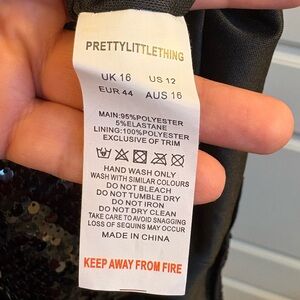 PRETTYLITTLETHING
UK 16 US 12
EUR 44 AUS 16
MAIN:95%POLYESTER
5%ELASTANE
LINING:100%POLYESTER
EXCLUSIVE OF TRIM
HAND WASH ONLY
WASH WITH SIMILAR COLOURS
DO NOT BLEACH
DO NOT TUMBLE DRY
DO NOT IRON
DO NOT DRY CLEAN
TAKE CARE TO AVOID SNAGGING
LOSS OF SEQUINS MAY OCCUR
MADE IN CHINA
KEEP AWAY FROM FIRE